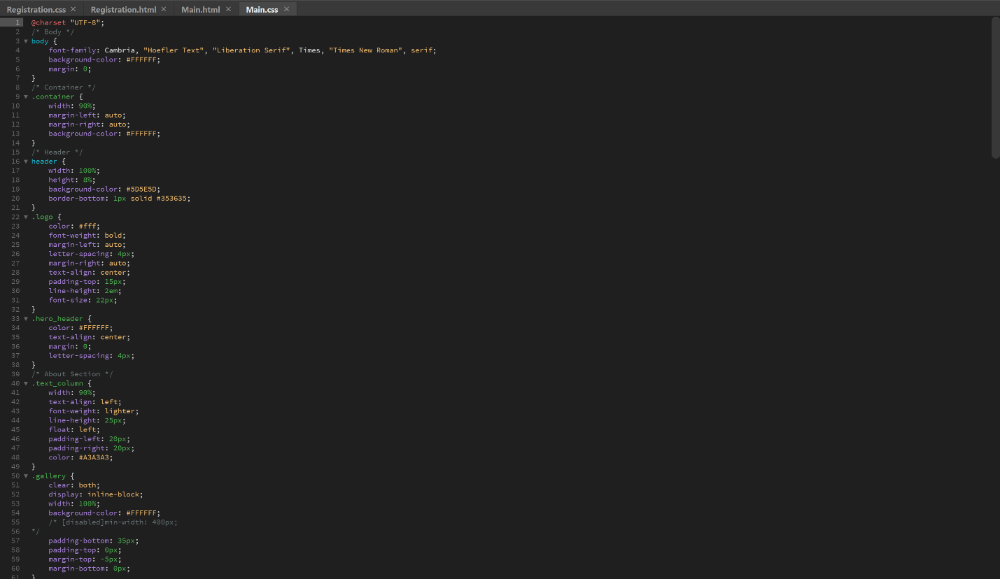 Registration.css × Registration.html × Main.html × Main.css ×
1 @charset "UTF-8";
2 /* Body */
3 ▼ body {
4 font-family: Cambria, "Hoefler Text", "Liberation Serif", Times, "Times New Roman", serif;
5 background-color: #FFFFFF;
6 margin: 0;
7 }
8 /* Container */
9 ▼ .container {
10 width: 90%;
11 margin-left: auto;
12 margin-right: auto;
13 background-color: #FFFFFF;
14 }
15 /* Header */
16 ▼ header {
17 width: 100%;
18 height: 8%;
19 background-color: #5D5E5D;
20 border-bottom: 1px solid #353635;
21 }
22 ▼ .logo {
23 color: #fff;
24 font-weight: bold;
25 margin-left: auto;
26 letter-spacing: 4px;
27 margin-right: auto;
28 text-align: center;
29 padding-top: 15px;
30 line-height: 2em;
31 font-size: 22px;
32 }
33 ▼ .hero_header {
34 color: #FFFFFF;
35 text-align: center;
36 margin: 0;
37 letter-spacing: 4px;
38 }
39 /* About Section */
40 ▼ .text_column {
41 width: 90%;
42 text-align: left;
43 font-weight: lighter;
44 line-height: 25px;
45 float: left;
46 padding-left: 20px;
47 padding-right: 20px;
48 color: #A3A3A3;
49 }
50 ▼ .gallery {
51 clear: both;
52 display: inline-block;
53 width: 100%;
54 background-color: #FFFFFF;
55 /* [disabled]min-width: 400px;
56 */
57 padding-bottom: 35px;
58 padding-top: 0px;
59 margin-top: -5px;
60 margin-bottom: 0px;
61 }